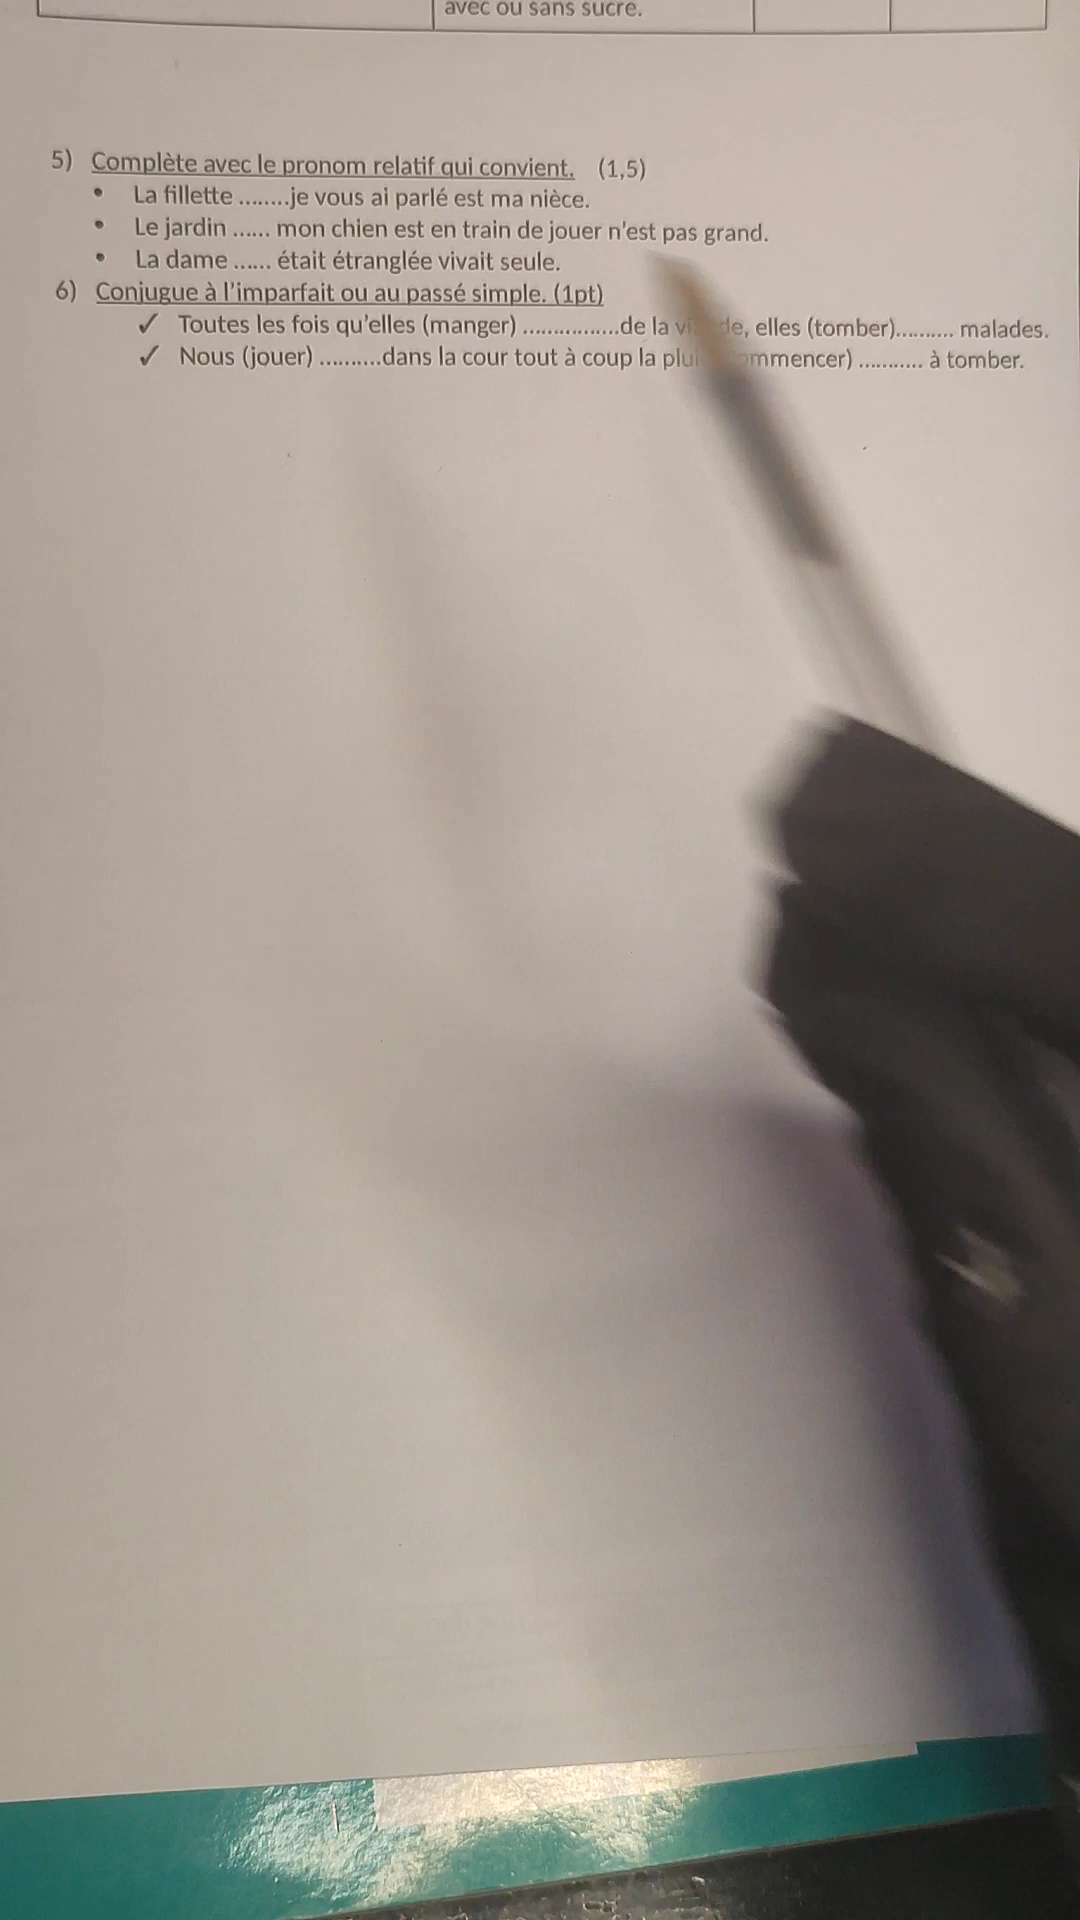 avec ou sans sucre.
5) Complète avec le pronom relatif qui convient. (1,5)
• La fillette ........je vous ai parlé est ma nièce.
• Le jardin ...... mon chien est en train de jouer n'est pas grand.
• La dame ...... était étranglée vivait seule.
6) Conjugue à l'imparfait ou au passé simple. (1pt)
✓ Toutes les fois qu'elles (manger) ................de la elles (tomber).......... malades.
✓ Nous (jouer) ..........dans la cour tout à coup la ........... à tomber.